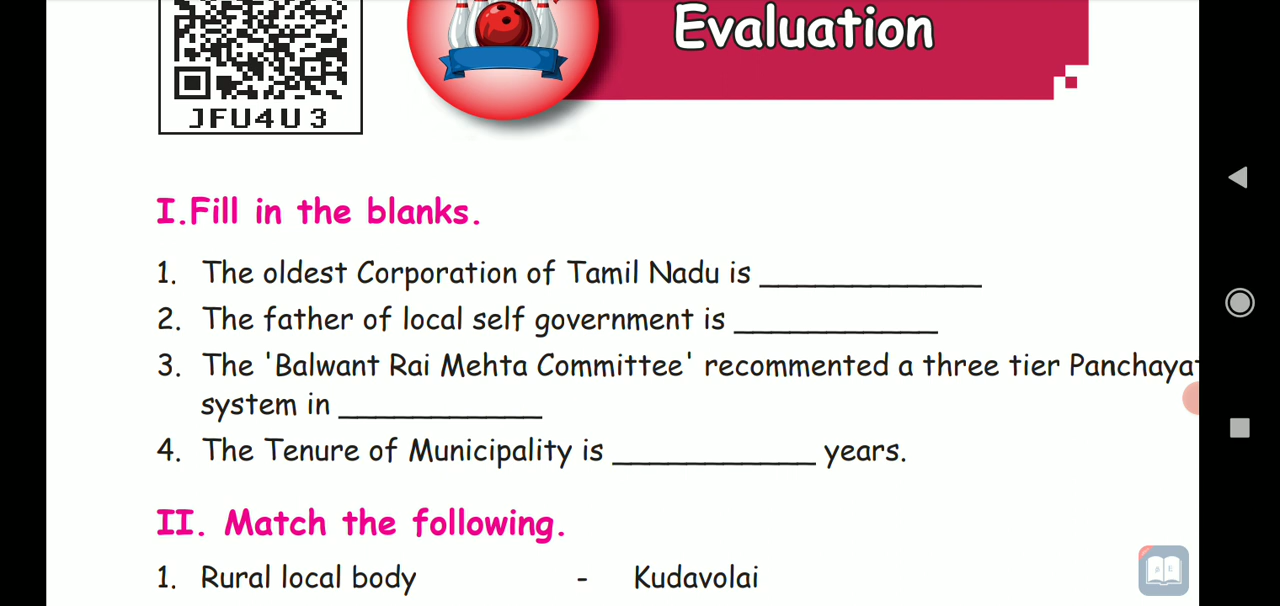 JFU4U3
Evaluation
I.Fill in the blanks.
1. The oldest Corporation of Tamil Nadu is ____________
2. The father of local self government is ___________
3. The 'Balwant Rai Mehta Committee' recommended a three tier Panchayat
system in ___________
4. The Tenure of Municipality is ___________ years.
II. Match the following.
1. Rural local body - Kudavolai